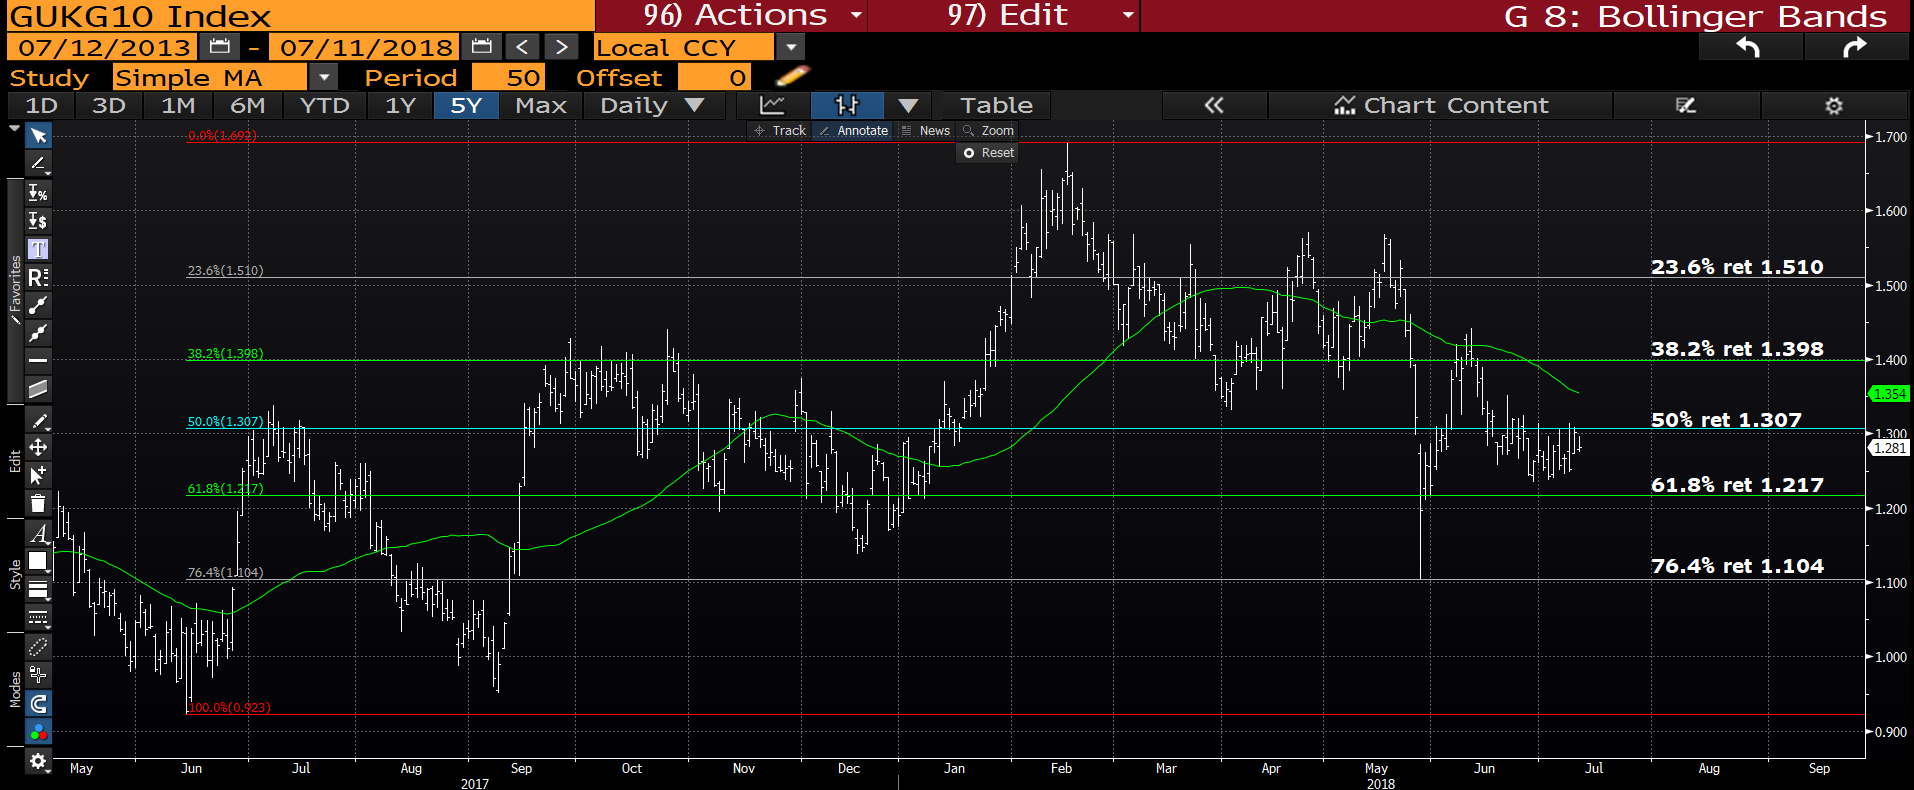 GUKG10 Index
96) Actions
97) Edit
G 8: Bollinger Bands
07/12/2013 - 07/11/2018 < > Local CCY
Study Simple MA Period 50 Offset 0
1D 3D 1M 6M YTD 1Y 5Y Max Daily Table « Chart Content
Track Annotate News Zoom
Reset
Favorites
Edit
Style
Modes
%
$
T
R
A
0.0%(1.692)
23.6%(1.510)
38.2%(1.398)
50.0%(1.307)
61.8%(1.217)
76.4%(1.104)
100.0%(0.923)
23.6% ret 1.510
38.2% ret 1.398
50% ret 1.307
61.8% ret 1.217
76.4% ret 1.104
1.700
1.600
1.500
1.400
1.354
1.300
1.281
1.200
1.100
1.000
0.900
May Jun Jul Aug Sep Oct Nov Dec Jan Feb Mar Apr May Jun Jul Aug Sep
2017 2018